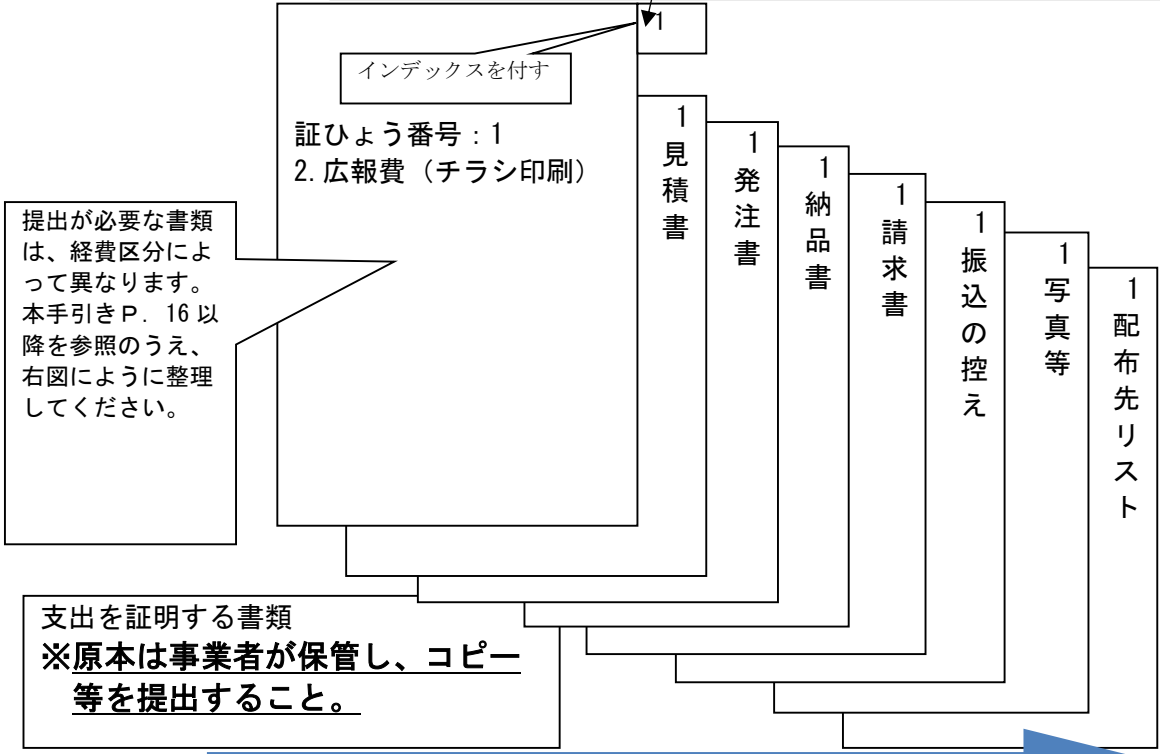 1
インデックスを付す
証ひょう番号：1
2. 広報費（チラシ印刷）
提出が必要な書類
は、経費区分によ
って異なります。
本手引きＰ．16 以
降を参照のうえ、
右図にように整理
してください。
1見積書
1発注書
1納品書
1請求書
1振込の控え
1写真等
1配布先リスト
支出を証明する書類
※原本は事業者が保管し、コピー
等を提出すること。